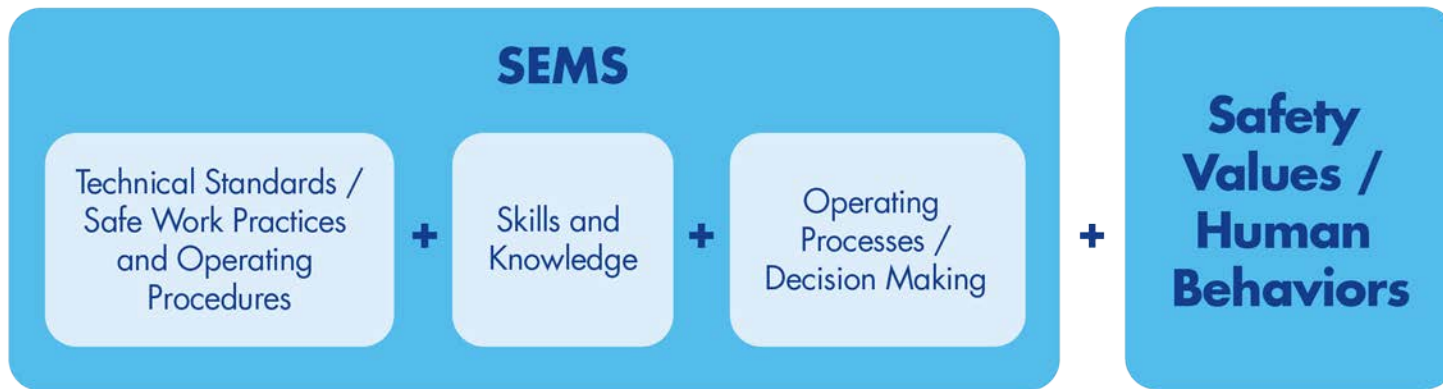 SEMS
Technical Standards /
Safe Work Practices
and Operating
Procedures
+
Skills and
Knowledge
+
Operating
Processes /
Decision Making
+
Safety
Values /
Human
Behaviors